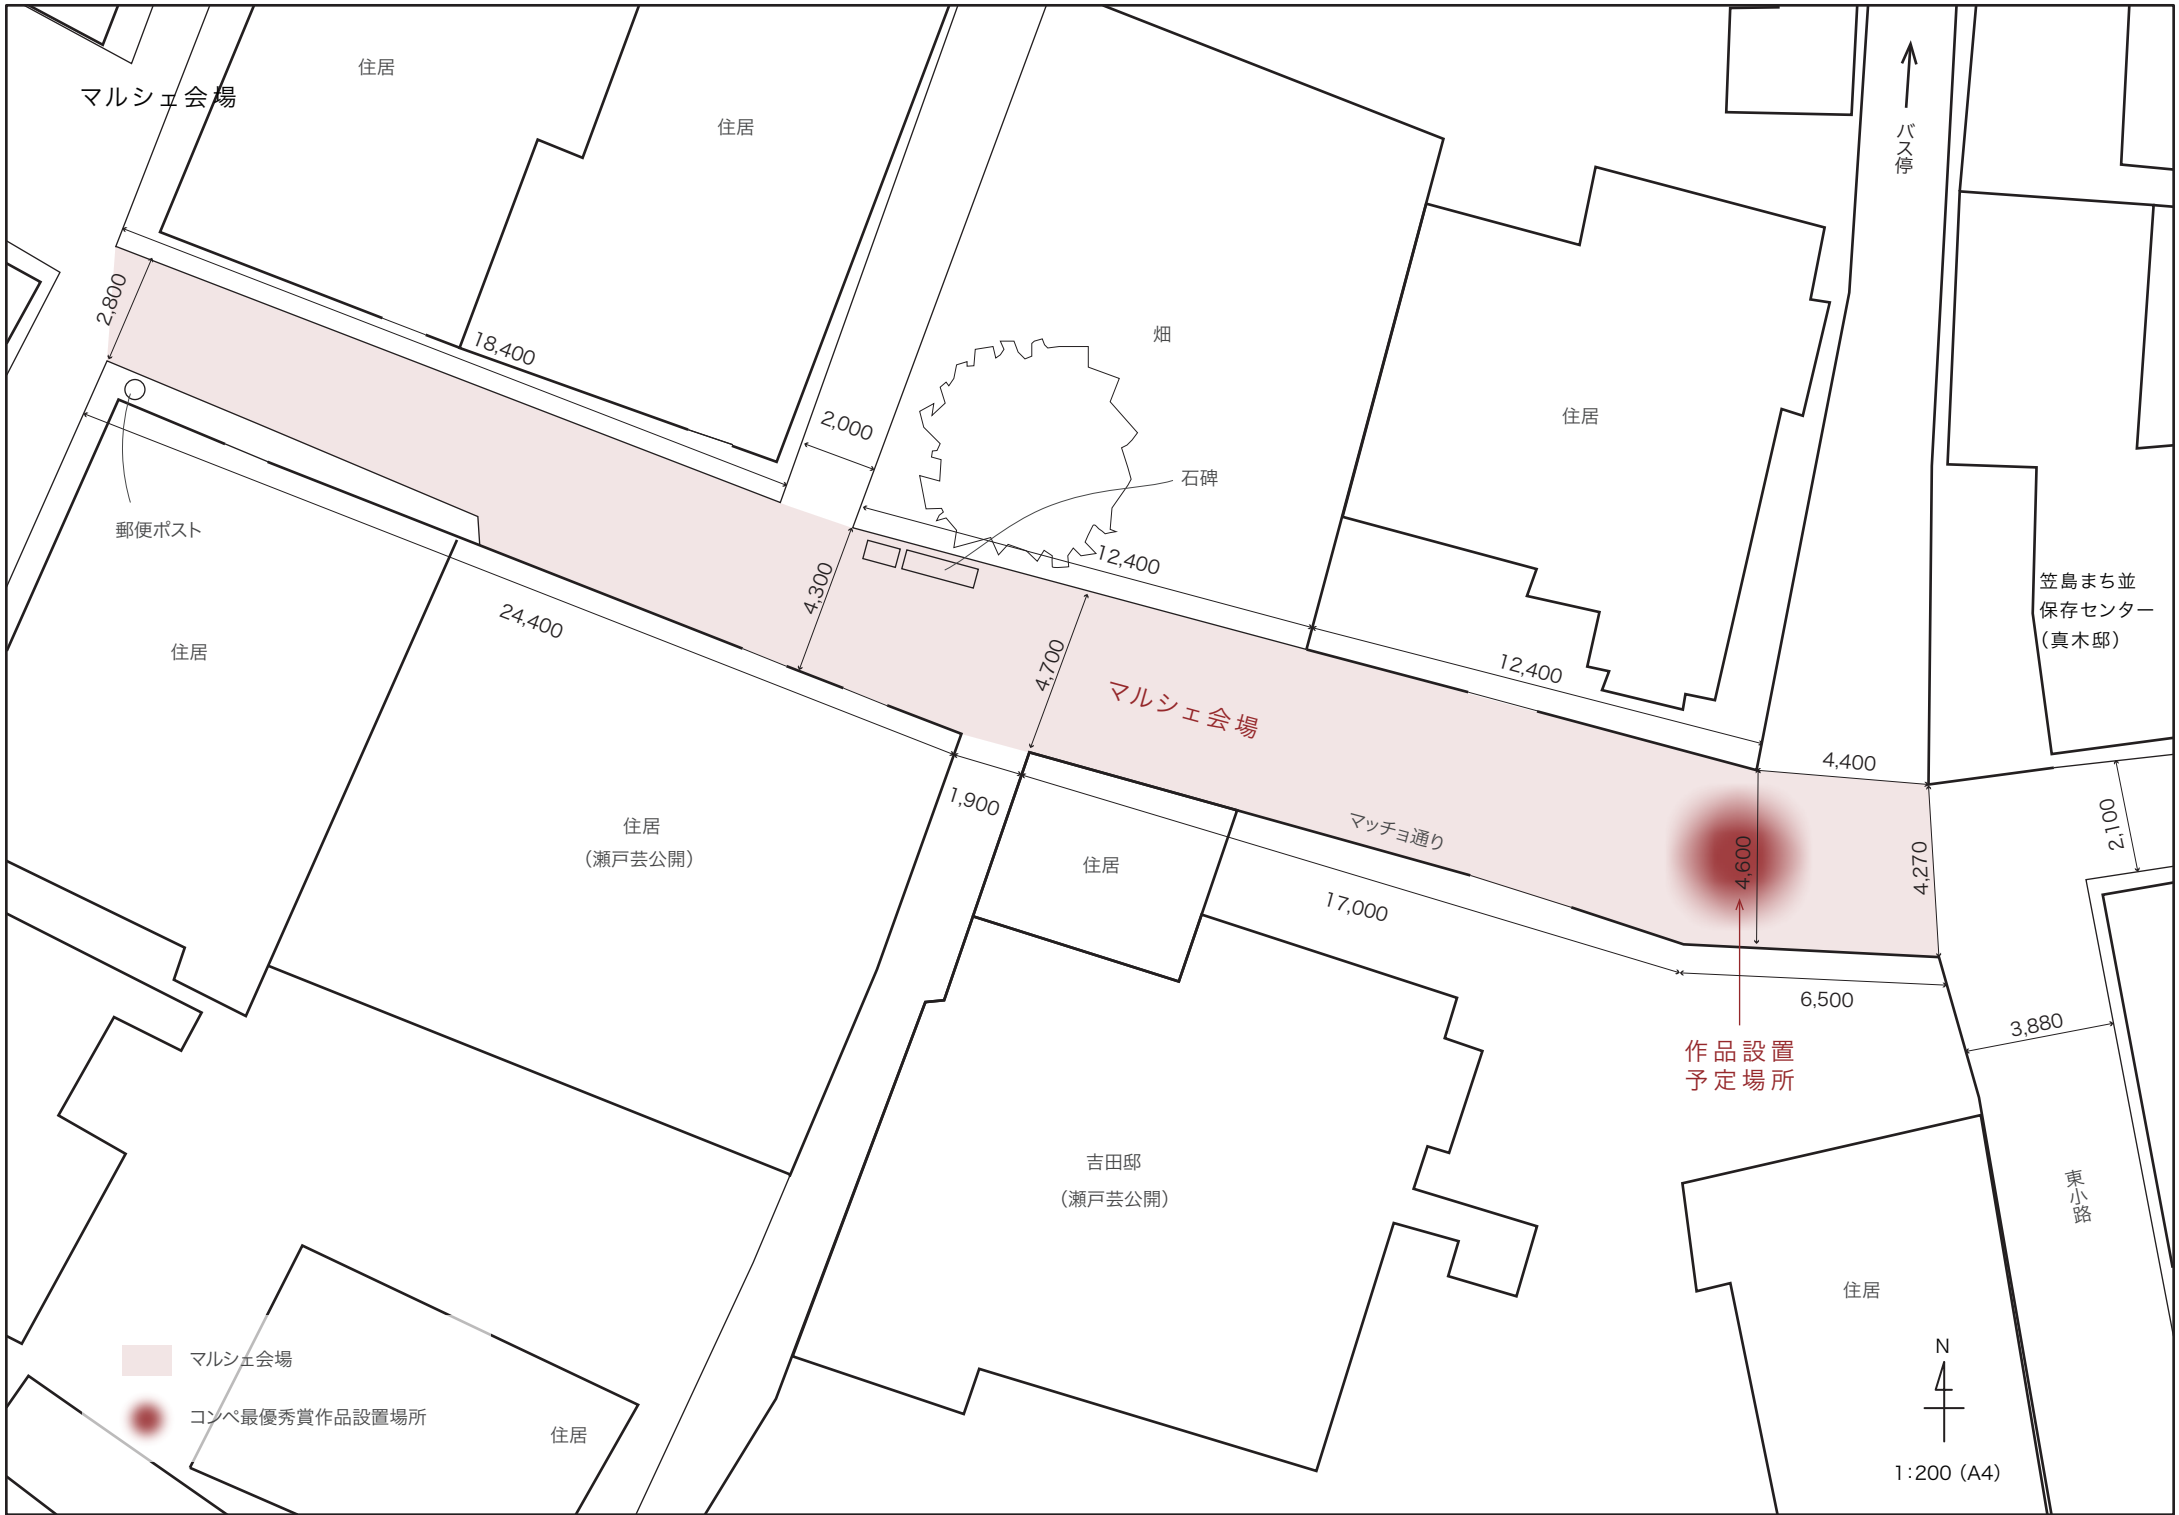 住居
マルシェ会場
住居
バス停
2,800
18,400
畑
2,000
住居
石碑
郵便ポスト
12,400
4,300
24,400
笠島まち並
保存センター
（真木邸）
住居
4,700
12,400
マルシェ会場
4,400
1,900
2,100
住居
（瀬戸芸公開）
マッチョ通り
住居
4,600
4,270
17,000
6,500
3,880
作品設置
予定場所
吉田邸
（瀬戸芸公開）
東小路
住居
N
マルシェ会場
コンペ最優秀賞作品設置場所
住居
1:200（A4）